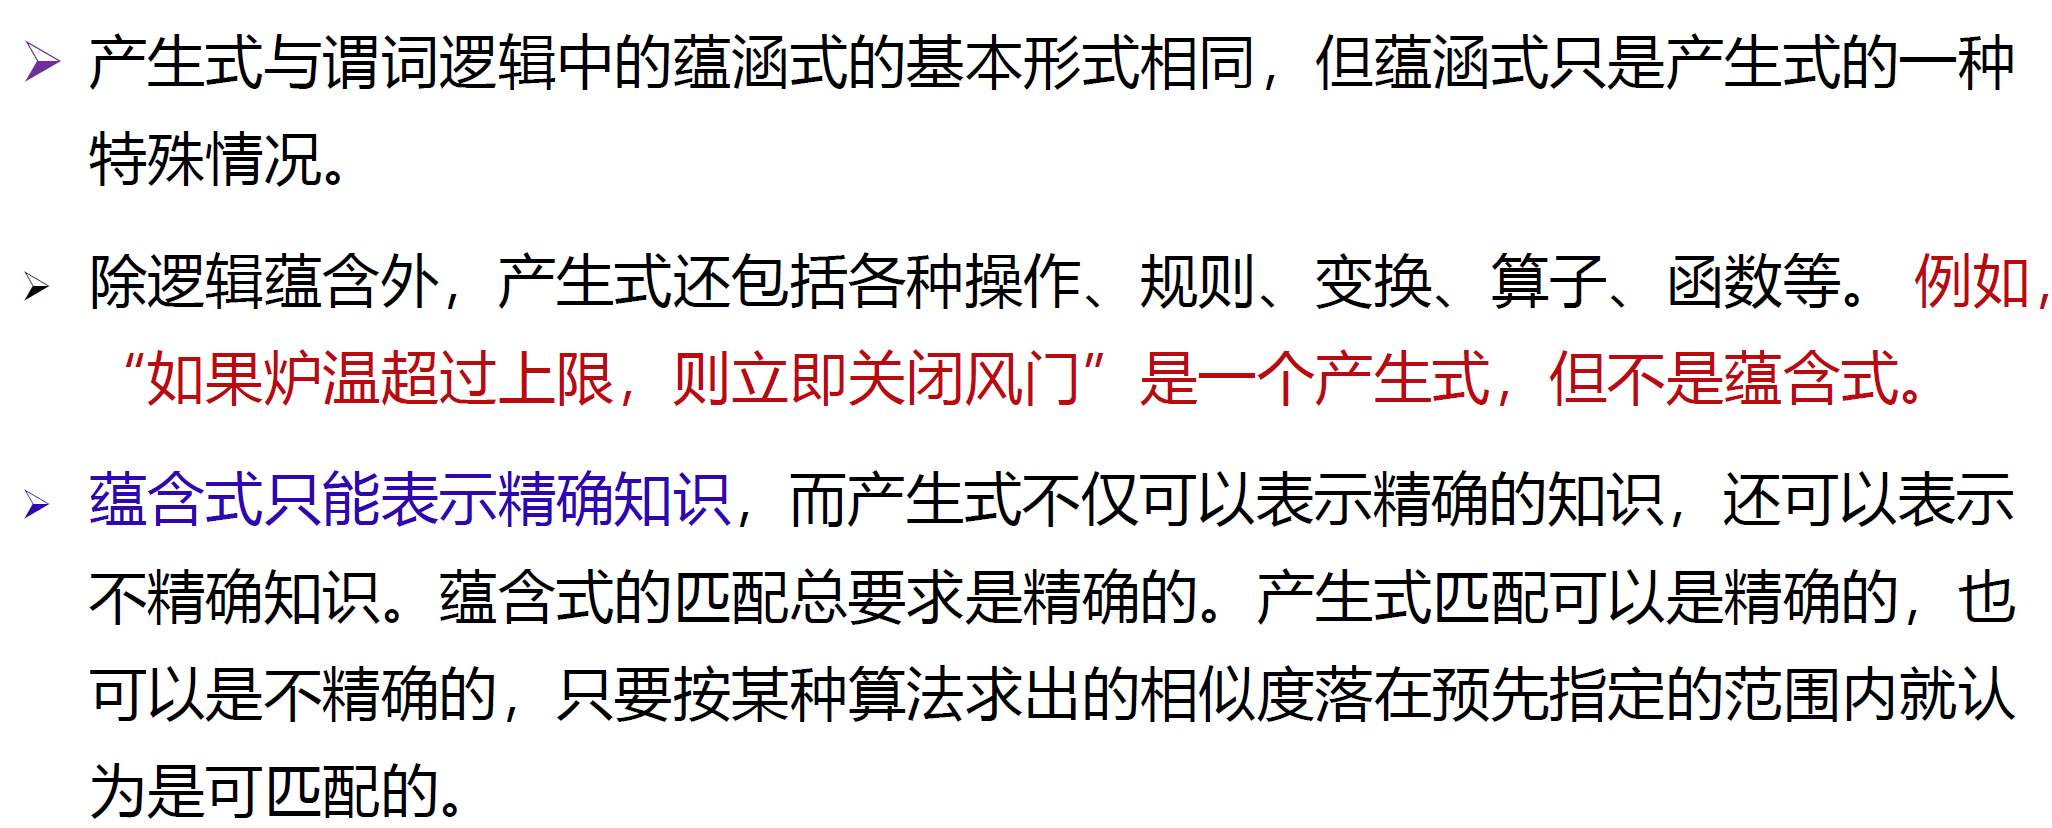 ➢ 产生式与谓词逻辑中的蕴涵式的基本形式相同，但蕴涵式只是产生式的一种
特殊情况。
➢ 除逻辑蕴含外，产生式还包括各种操作、规则、变换、算子、函数等。 例如，
“如果炉温超过上限，则立即关闭风门” 是一个产生式，但不是蕴含式。
➢ 蕴含式只能表示精确知识，而产生式不仅可以表示精确的知识，还可以表示
不精确知识。蕴含式的匹配总要求是精确的。产生式匹配可以是精确的，也
可以是不精确的，只要按某种算法求出的相似度落在预先指定的范围内就认
为是可匹配的。